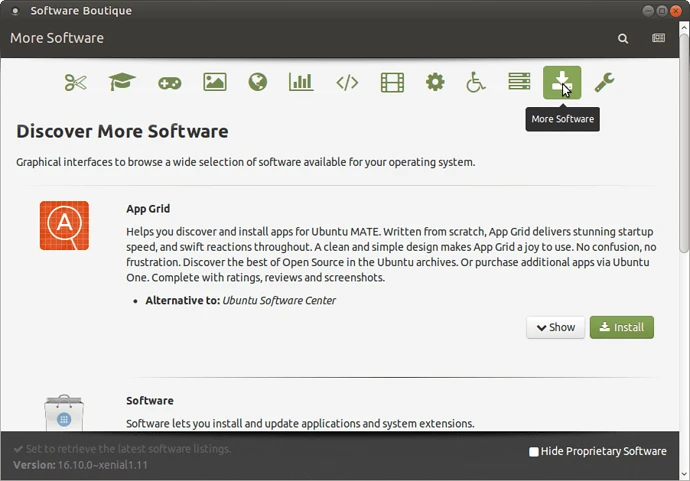 Software Boutique
More Software
More Software
Discover More Software
Graphical interfaces to browse a wide selection of software available for your operating system.
A
App Grid
Helps you discover and install apps for Ubuntu MATE. Written from scratch, App Grid delivers stunning startup
speed, and swift reactions throughout. A clean and simple design makes App Grid a joy to use. No confusion, no
frustration. Discover the best of Open Source in the Ubuntu archives. Or purchase additional apps via Ubuntu
One. Complete with ratings, reviews and screenshots.
• Alternative to: Ubuntu Software Center
Show Install
Software
Software lets you install and update applications and system extensions.
Set to retrieve the latest software listings.
Hide Proprietary Software
Version: 16.10.0~xenial1.11